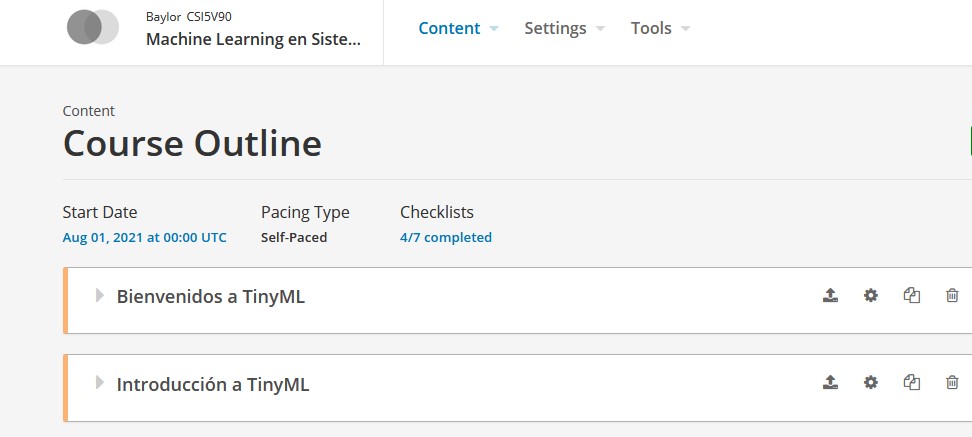 Baylor CSI5V90
Machine Learning en Siste...
Content
Settings
Tools
Content
Course Outline
Start Date
Pacing Type
Checklists
Aug 01, 2021 at 00:00 UTC
Self-Paced
4/7 completed
Bienvenidos a TinyML
Introducción a TinyML